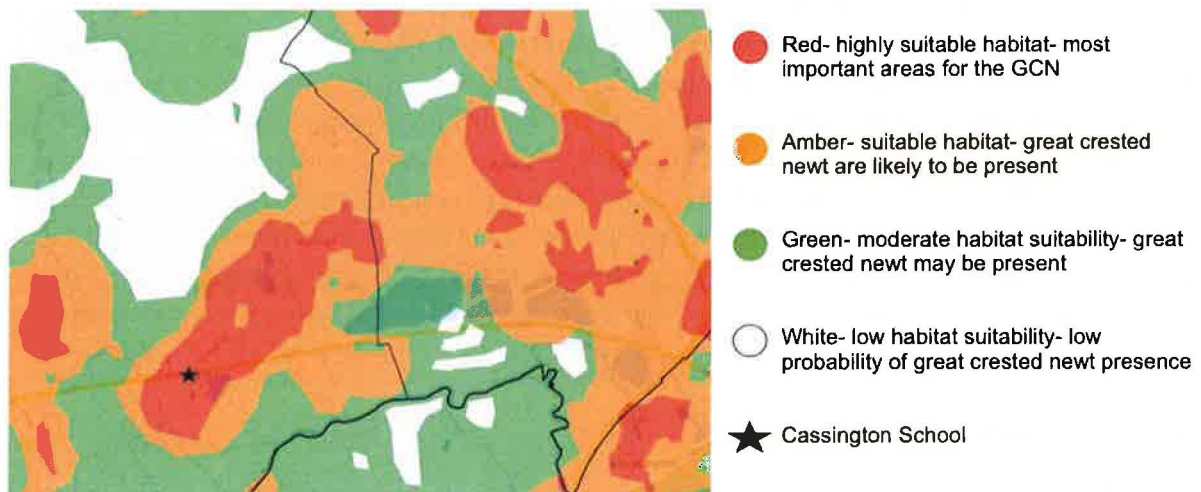 Red- highly suitable habitat- most
important areas for the GCN
Amber- suitable habitat- great crested
newt are likely to be present
Green- moderate habitat suitability- great
crested newt may be present
White- low habitat suitability- low
probability of great crested newt presence
Cassington School